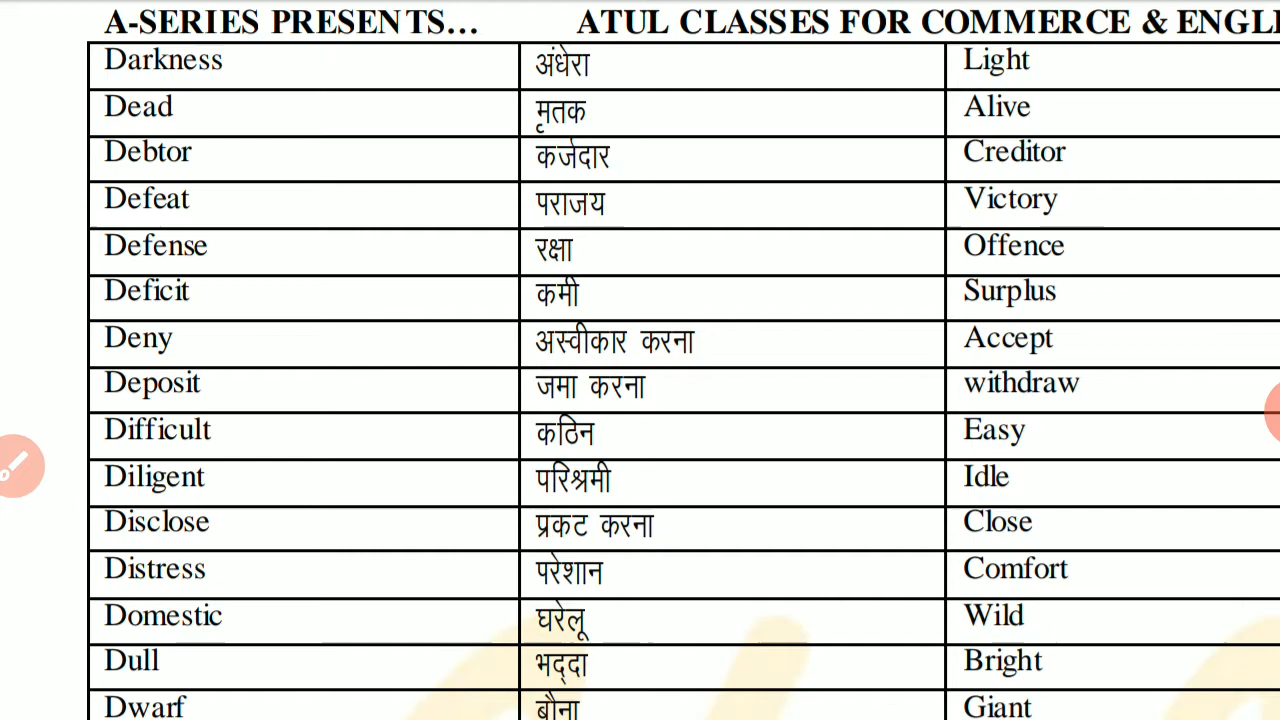 A-SERIES PRESENTS... ATUL CLASSES FOR COMMERCE & ENGLI
Darkness अंधेरा Light
Dead मृतक Alive
Debtor कर्जदार Creditor
Defeat पराजय Victory
Defense रक्षा Offence
Deficit कमी Surplus
Deny अस्वीकार करना Accept
Deposit जमा करना withdraw
Difficult कठिन Easy
Diligent परिश्रमी Idle
Disclose प्रकट करना Close
Distress परेशान Comfort
Domestic घरेलू Wild
Dull भद्दा Bright
Dwarf बौना Giant